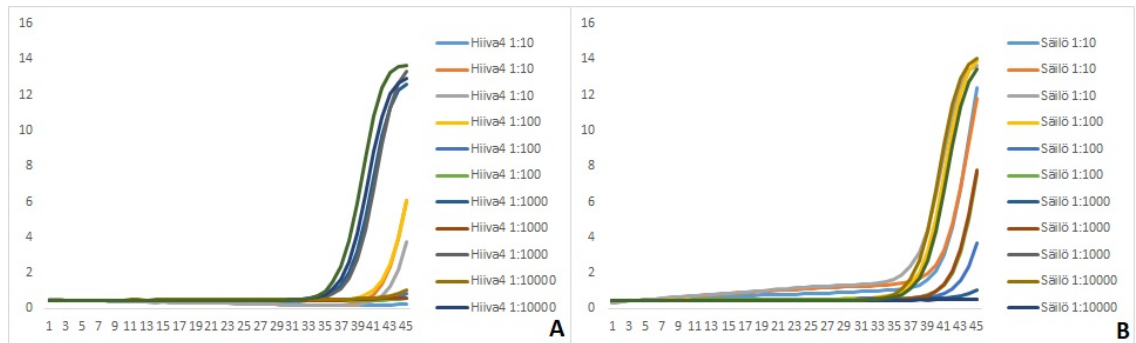 16
14
12
10
8
6
4
2
0
1 3 5 7 9 11 13 15 17 19 21 23 25 27 29 31 33 35 37 39 41 43 45
Hiiva4 1:10
Hiiva4 1:10
Hiiva4 1:10
Hiiva4 1:100
Hiiva4 1:100
Hiiva4 1:100
Hiiva4 1:1000
Hiiva4 1:1000
Hiiva4 1:1000
Hiiva4 1:10000
Hiiva4 1:10000
A
16
14
12
10
8
6
4
2
0
1 3 5 7 9 11 13 15 17 19 21 23 25 27 29 31 33 35 37 39 41 43 45
Säilö 1:10
Säilö 1:10
Säilö 1:10
Säilö 1:100
Säilö 1:100
Säilö 1:100
Säilö 1:1000
Säilö 1:1000
Säilö 1:1000
Säilö 1:10000
Säilö 1:10000
B